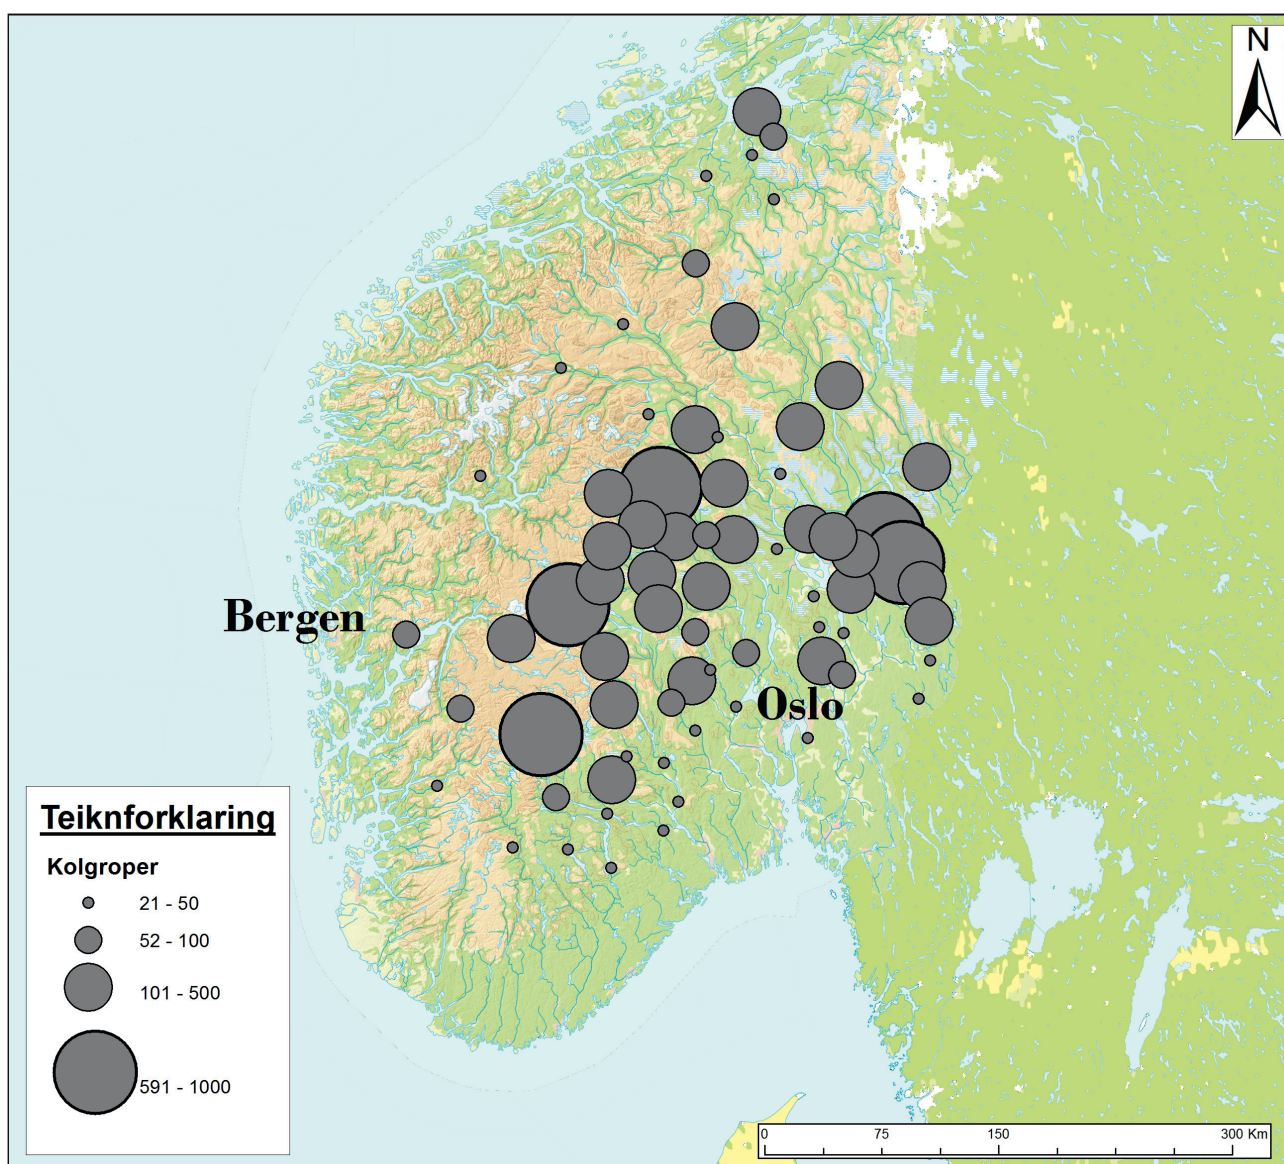 N
Bergen
Oslo
Teiknforklaring
Kolgroper
21 - 50
52 - 100
101 - 500
591 - 1000
0 75 150 300 Km